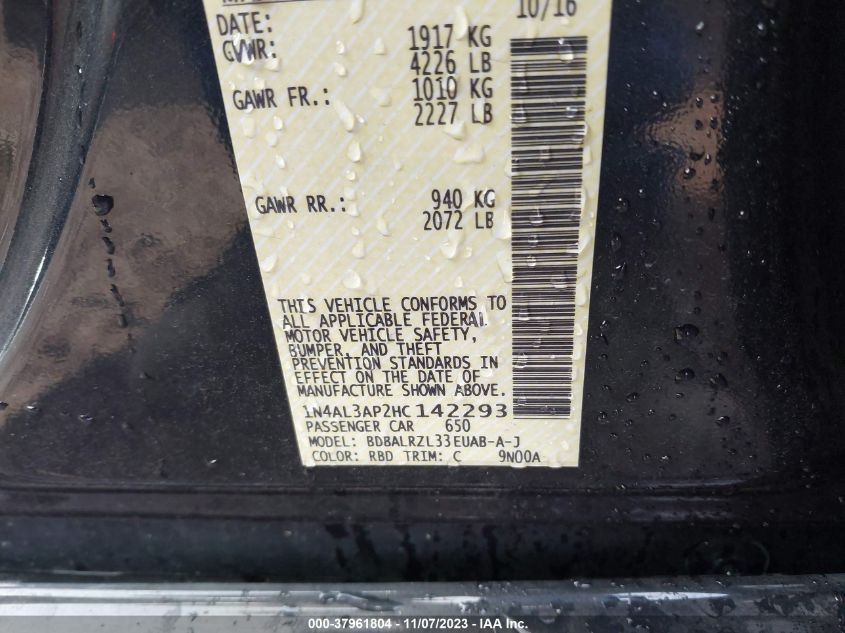 DATE: 10/16
GVWR: 1917 KG
4226 LB
GAWR FR.: 1010 KG
2227 LB
GAWR RR.: 940 KG
2072 LB
THIS VEHICLE CONFORMS TO
ALL APPLICABLE FEDERAL
MOTOR VEHICLE SAFETY,
BUMPER, AND THEFT
PREVENTION STANDARDS IN
EFFECT ON THE DATE OF
MANUFACTURE SHOWN ABOVE.
1N4AL3AP2HC142293
PASSENGER CAR 650
MODEL: BDBALRZL33EUAB-A-J
COLOR: RBD TRIM: C 9N00A
000-37961804 | 11/07/2023 - IAA Inc.